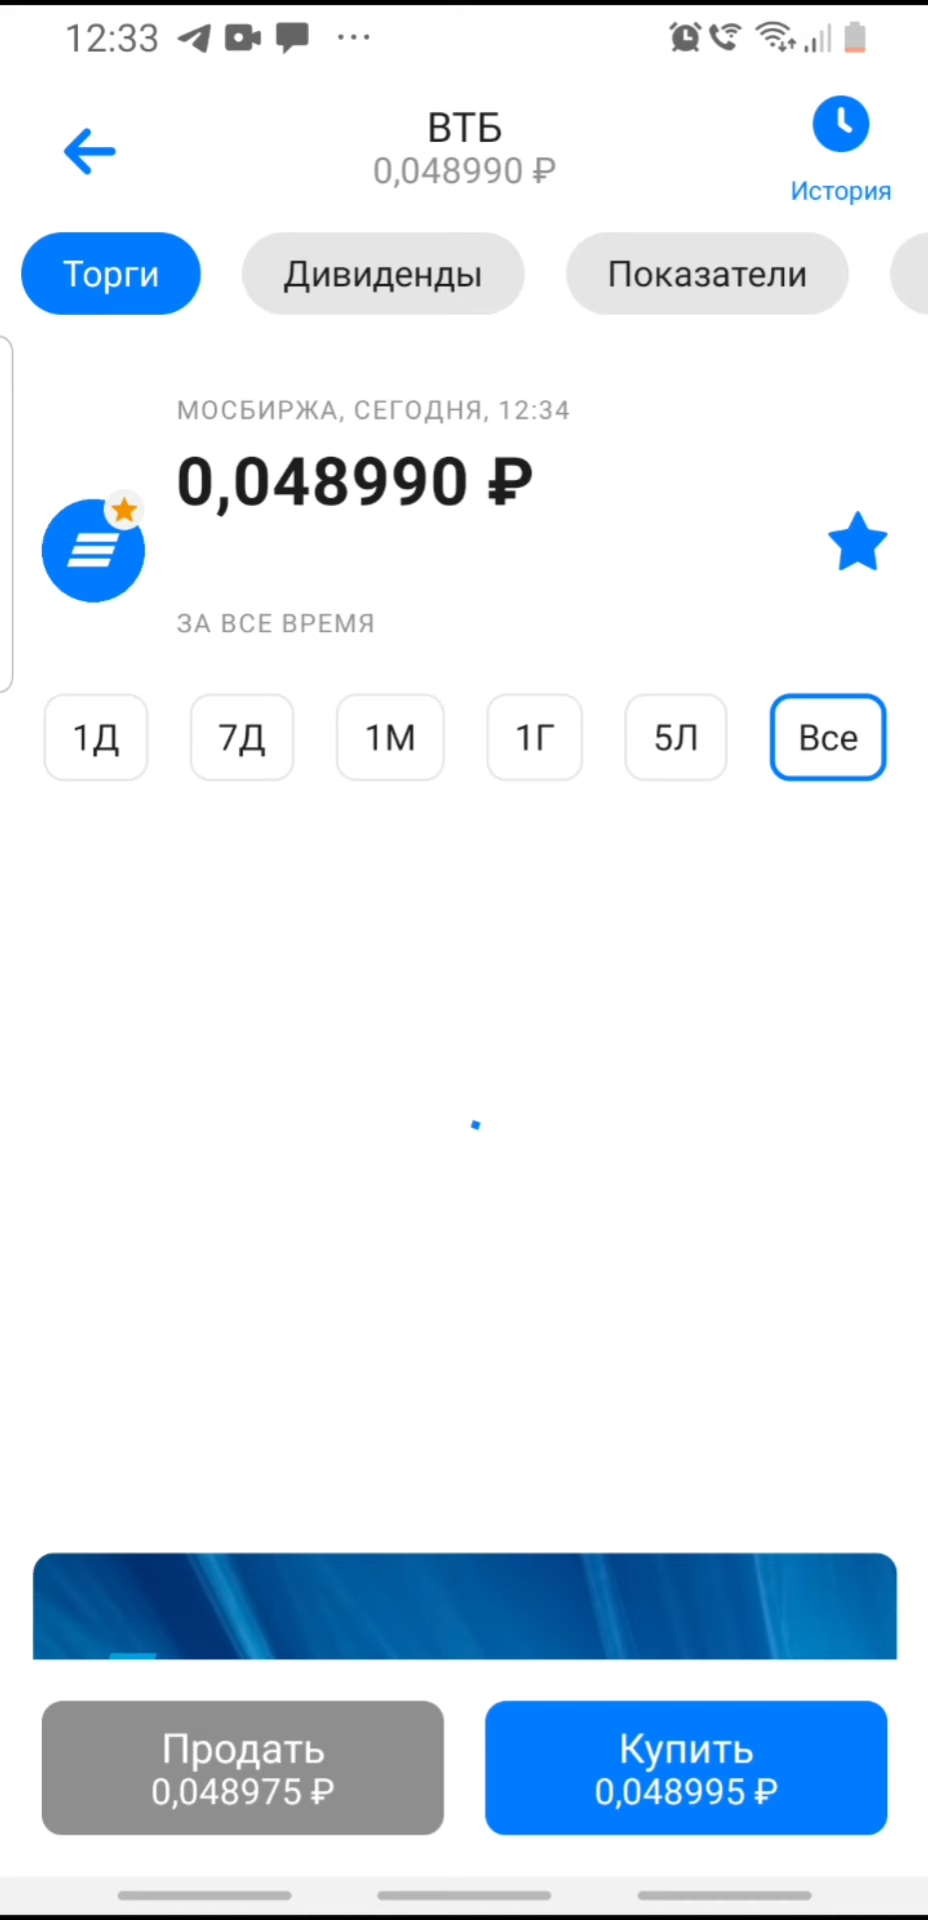 12:33
ВТБ
0,048990 ₽
История
Торги
Дивиденды
Показатели
МОСБИРЖА, СЕГОДНЯ, 12:34
0,048990 ₽
ЗА ВСЕ ВРЕМЯ
1Д
7Д
1М
1Г
5Л
Все
Продать
0,048975 ₽
Купить
0,048995 ₽